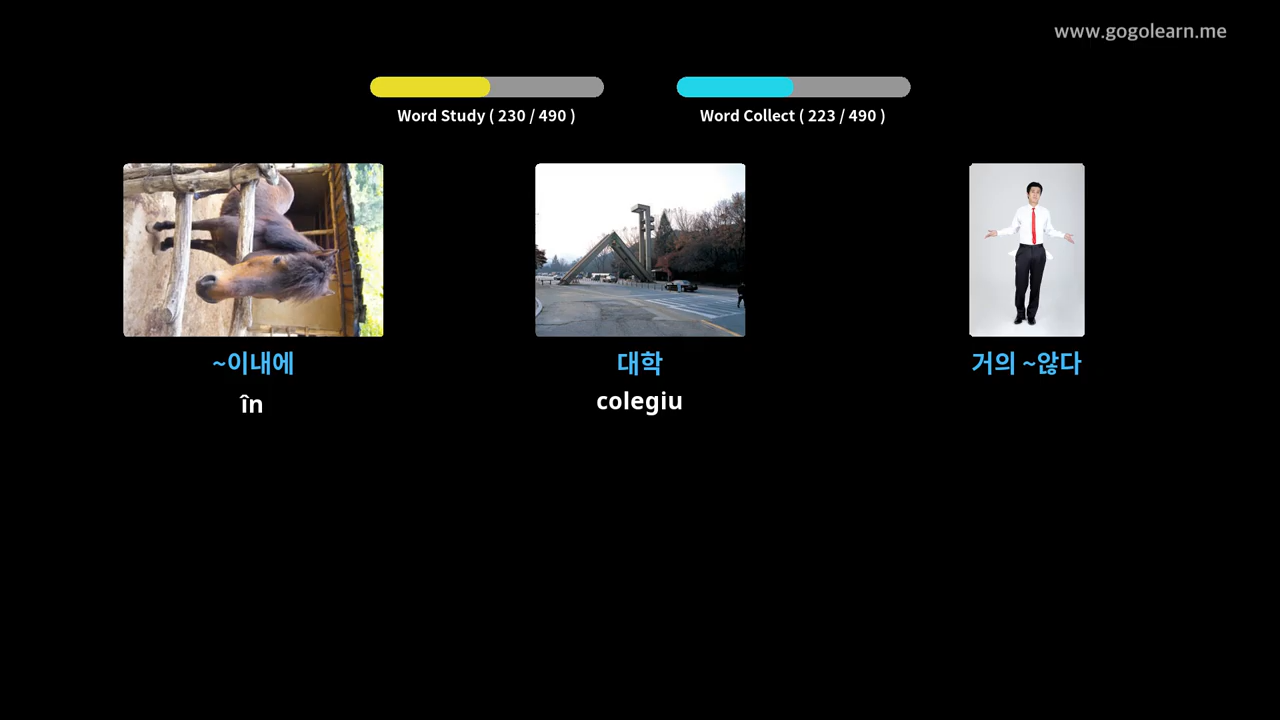 www.gogolearn.me
Word Study ( 230 / 490 )
Word Collect ( 223 / 490 )
~이내에
대학
거의 ~않다
în
colegiu